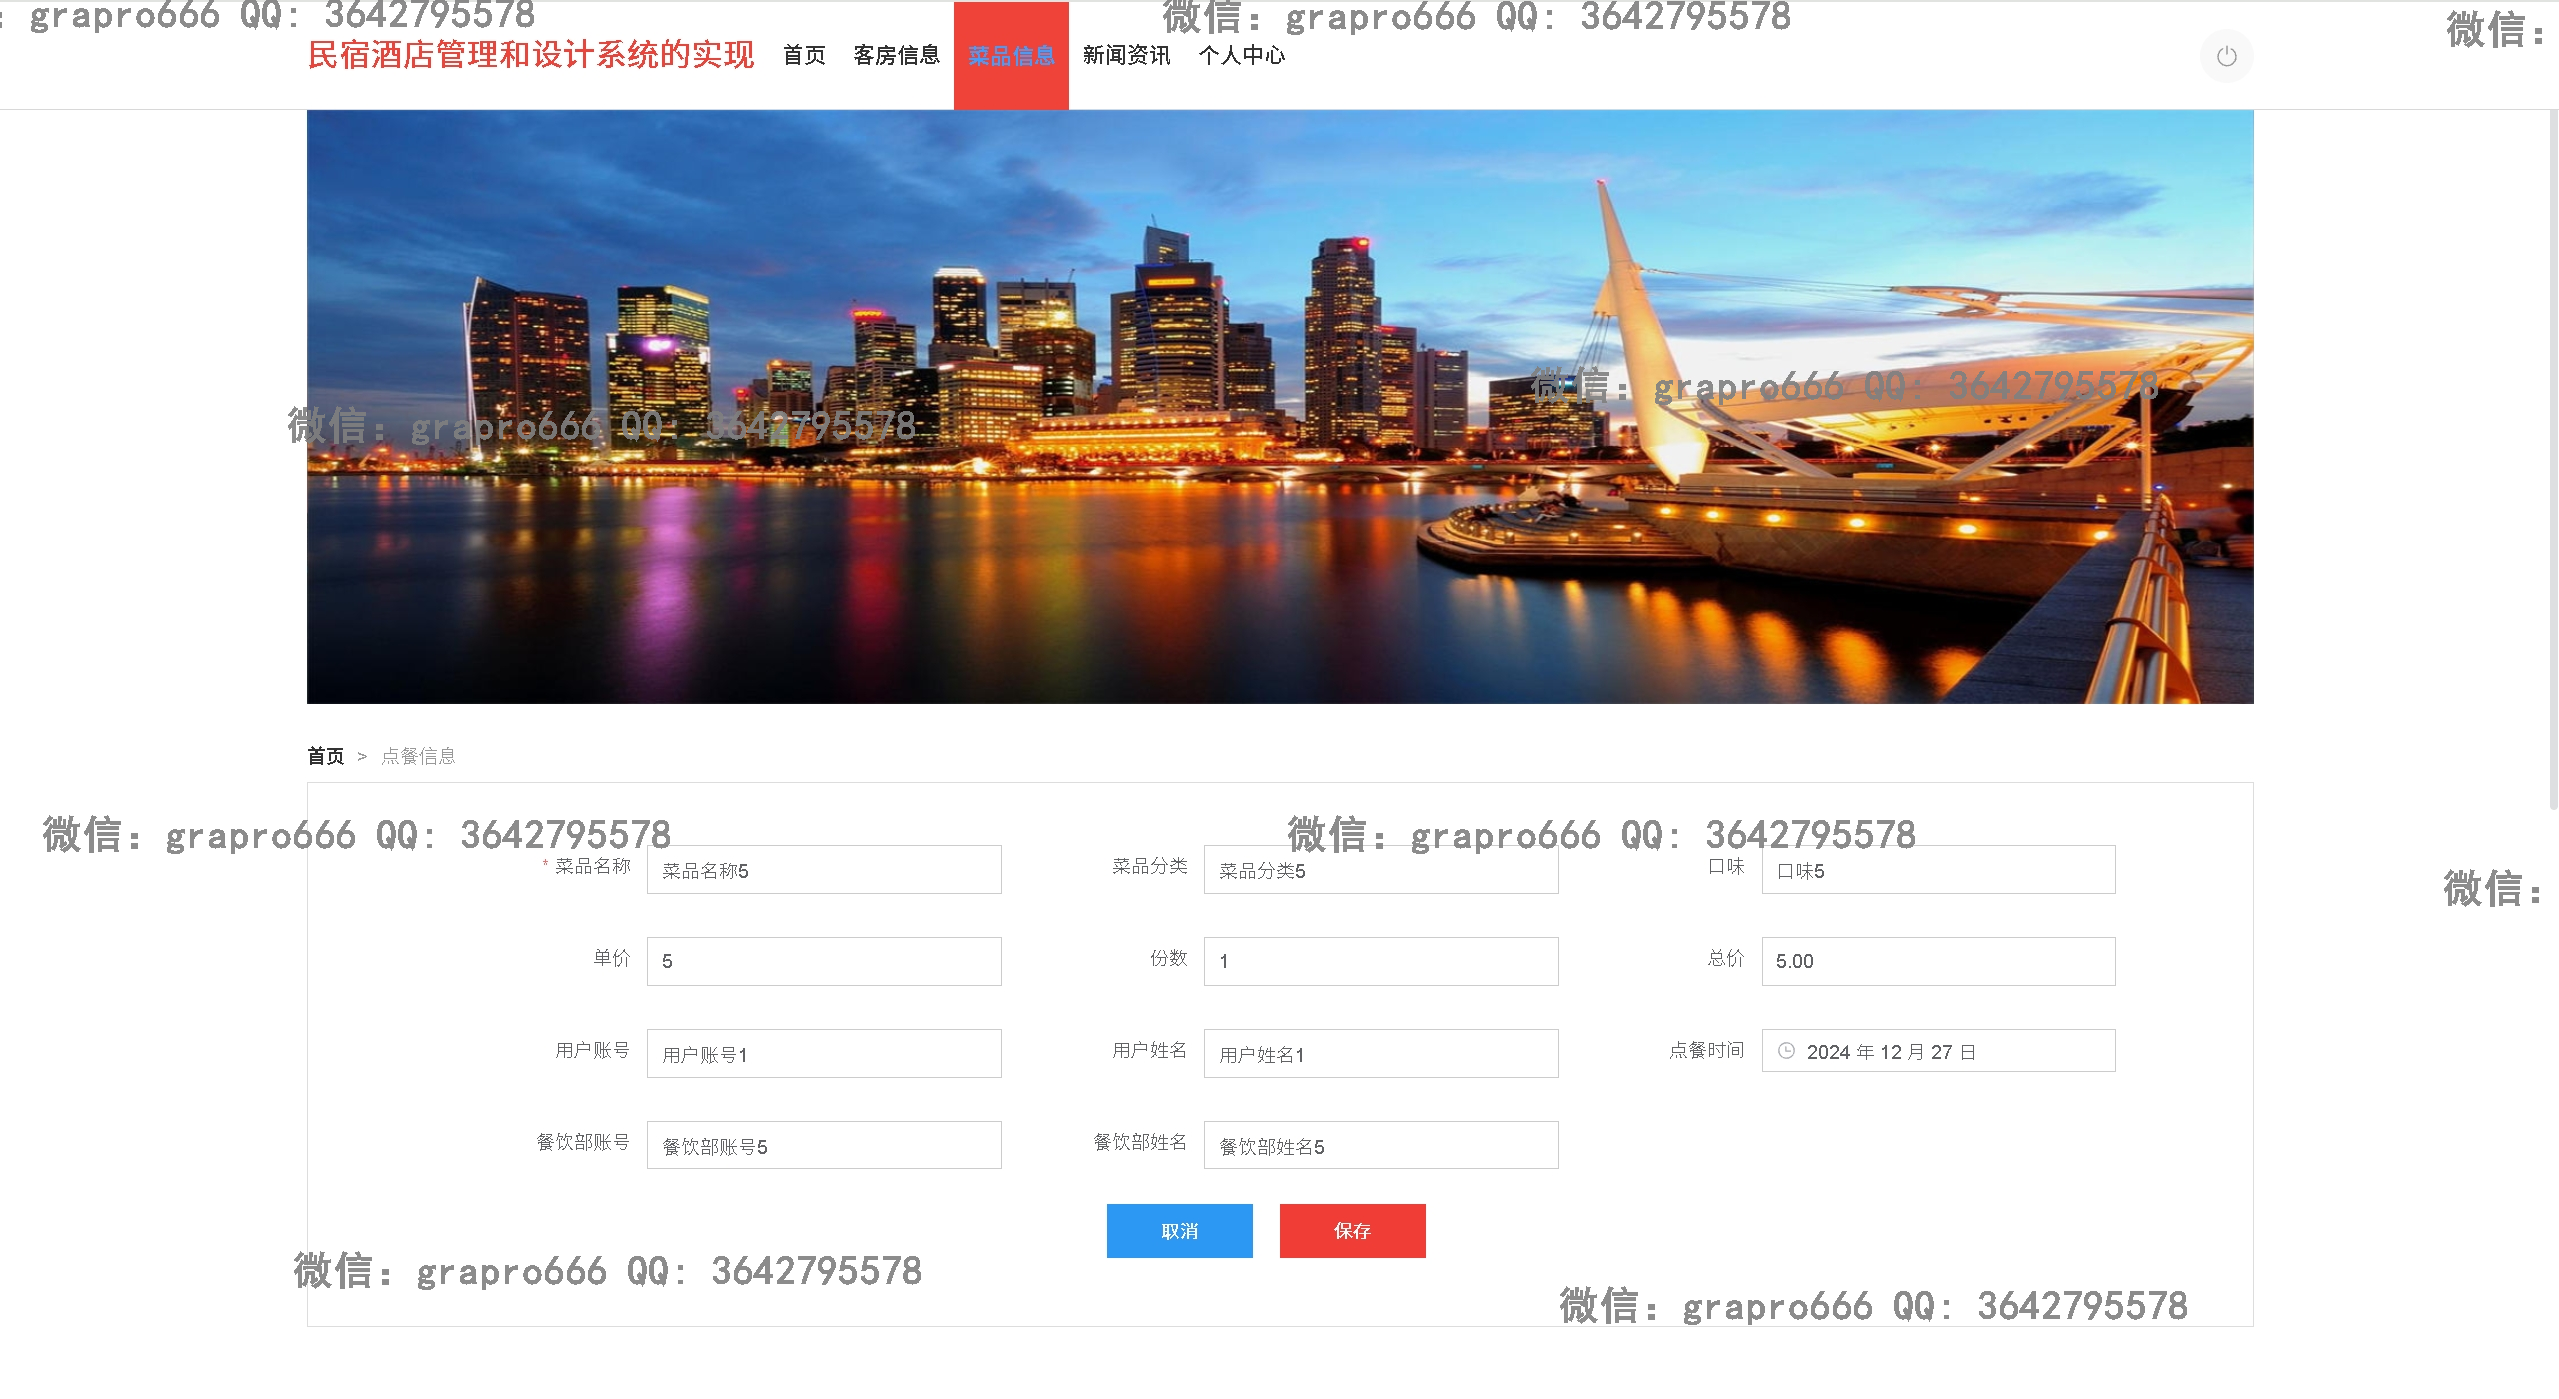 ：grapro666 QQ: 3642795578
微信：grapro666 QQ: 3642795578
微信：
民宿酒店管理和设计系统的实现 首页 客房信息 菜品信息 新闻资讯 个人中心
微信：grapro666 QQ: 3642795578
微信：grapro666 QQ: 3642795578
首页 > 点餐信息
微信：grapro666 QQ: 3642795578
微信：grapro666 QQ: 3642795578
* 菜品名称 菜品名称5 菜品分类 菜品分类5 口味 口味5
微信：
单价 5 份数 1 总价 5.00
用户账号 用户账号1 用户姓名 用户姓名1 点餐时间 2024 年 12 月 27 日
餐饮部账号 餐饮部账号5 餐饮部姓名 餐饮部姓名5
取消 保存
微信：grapro666 QQ: 3642795578
微信：grapro666 QQ: 3642795578